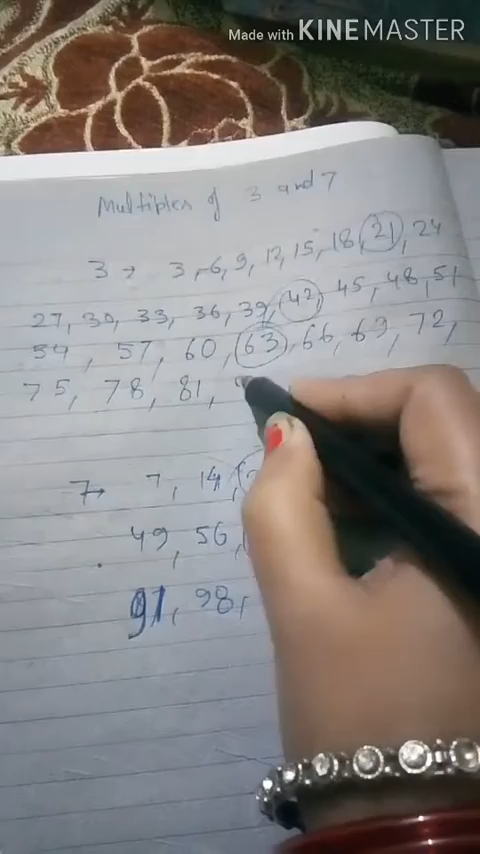 Made with KINEMASTER
Multiples of 3 and 7
3 → 3, 6, 9, 12, 15, 18, 21, 24
27, 30, 33, 36, 39, 42, 45, 48, 51
54, 57, 60, 63, 66, 69, 72,
75, 78, 81,
7→ 7, 14,
49, 56,
91, 98,